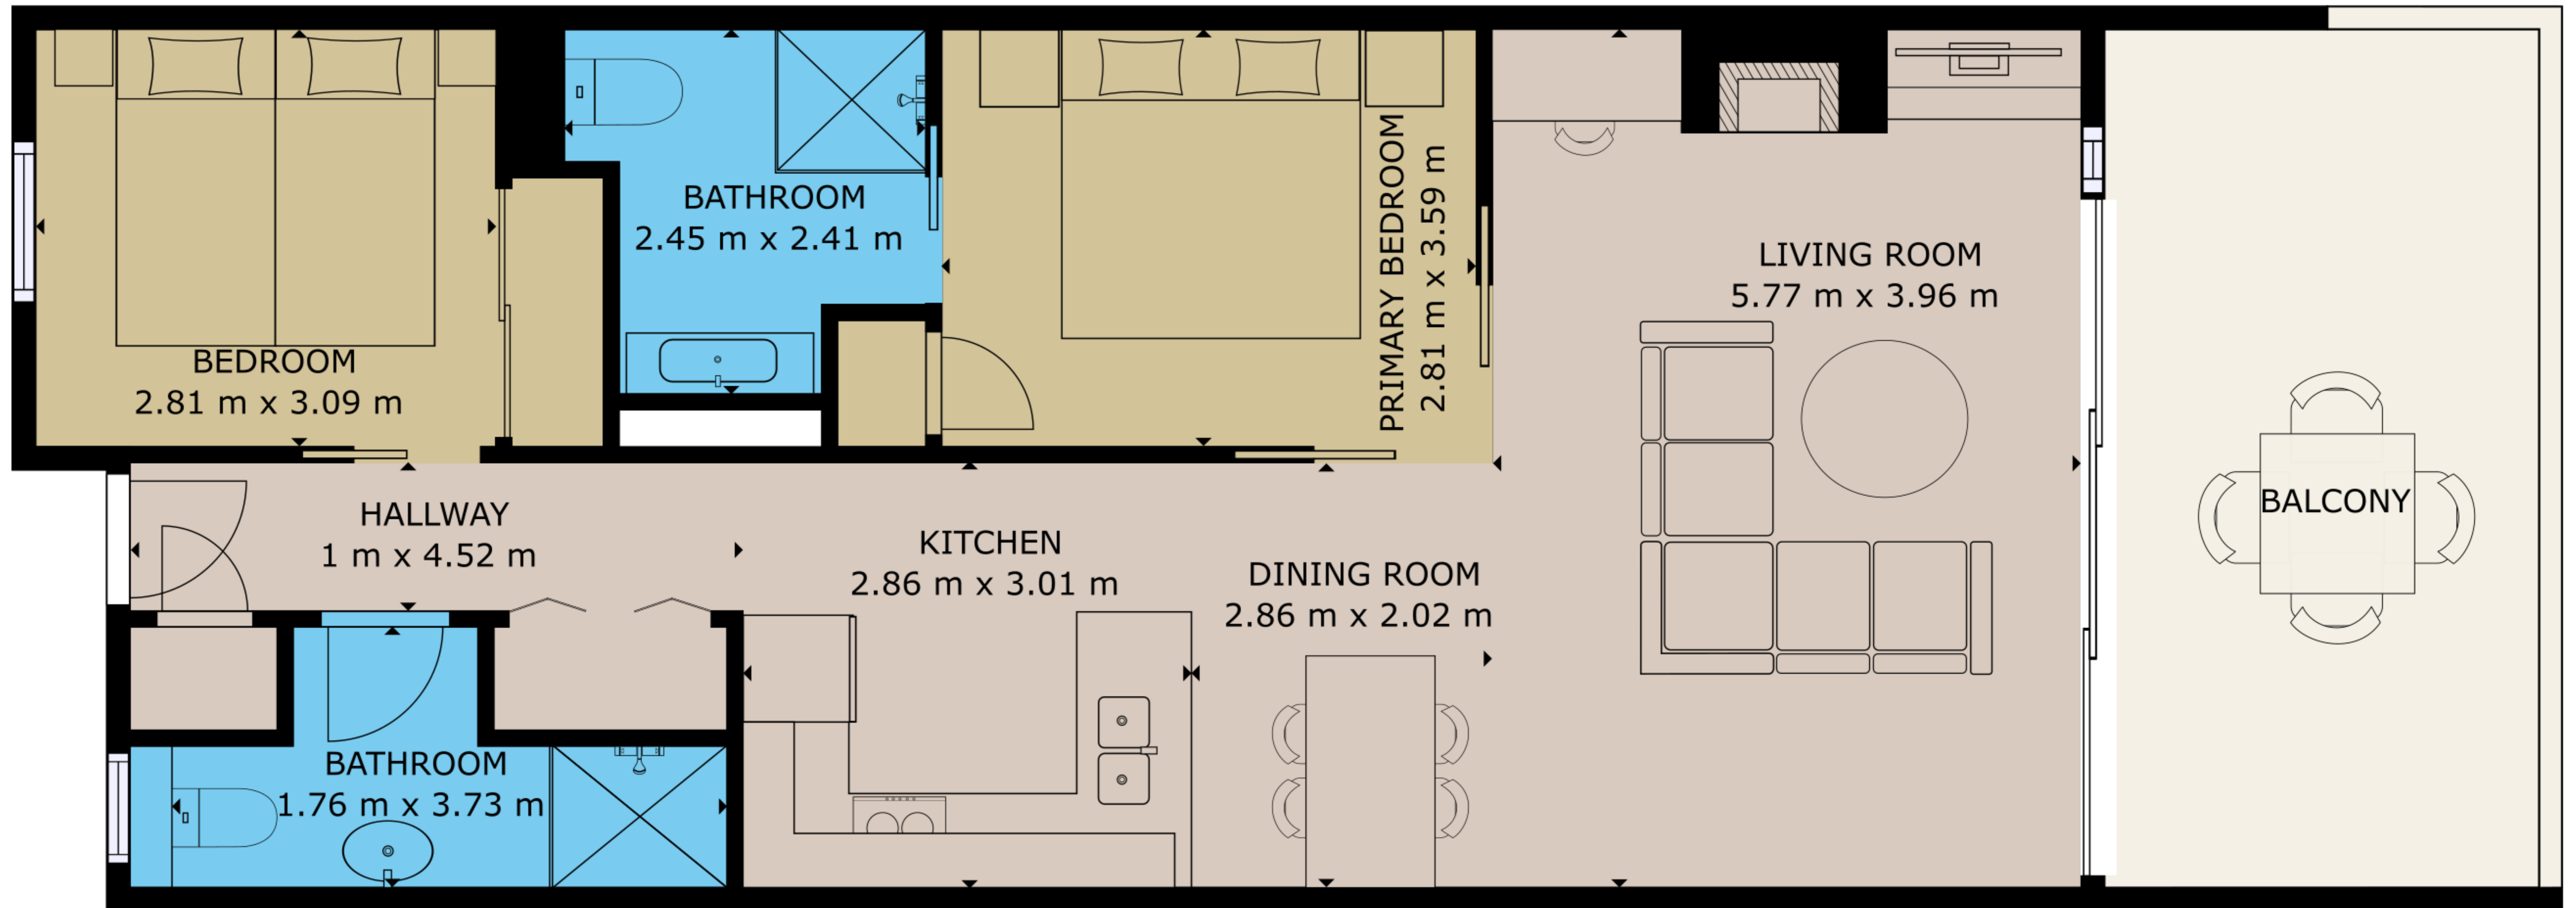 BEDROOM
2.81 m x 3.09 m
BATHROOM
2.45 m x 2.41 m
PRIMARY BEDROOM
2.81 m x 3.59 m
LIVING ROOM
5.77 m x 3.96 m
BALCONY
HALLWAY
1 m x 4.52 m
KITCHEN
2.86 m x 3.01 m
DINING ROOM
2.86 m x 2.02 m
BATHROOM
1.76 m x 3.73 m